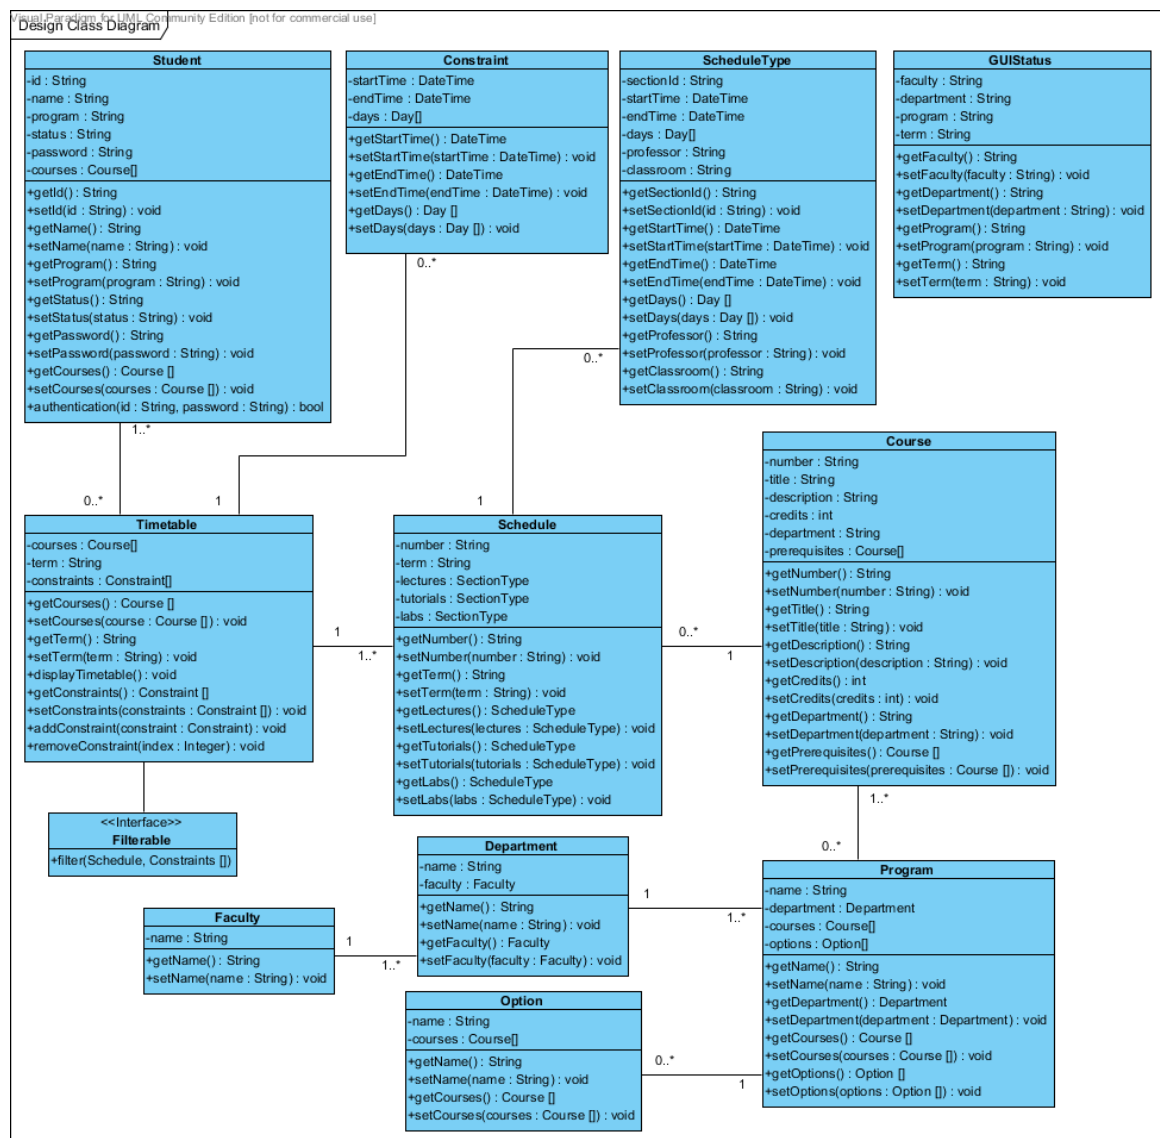 Visual Paradigm for UML Community Edition [not for commercial use]
Design Class Diagram
Student
-id : String
-name : String
-program : String
-status : String
-password : String
-courses : Course[]
+getId() : String
+setId(id : String) : void
+getName() : String
+setName(name : String) : void
+getProgram() : String
+setProgram(program : String) : void
+getStatus() : String
+setStatus(status : String) : void
+getPassword() : String
+setPassword(password : String) : void
+getCourses() : Course []
+setCourses(courses : Course []) : void
+authentication(id : String, password : String) : bool
Constraint
-startTime : DateTime
-endTime : DateTime
-days : Day[]
+getStartTime() : DateTime
+setStartTime(startTime : DateTime) : void
+getEndTime() : DateTime
+setEndTime(endTime : DateTime) : void
+getDays() : Day []
+setDays(days : Day []) : void
ScheduleType
-sectionId : String
-startTime : DateTime
-endTime : DateTime
-days : Day[]
-professor : String
-classroom : String
+getSectionId() : String
+setSectionId(id : String) : void
+getStartTime() : DateTime
+setStartTime(startTime : DateTime) : void
+getEndTime() : DateTime
+setEndTime(endTime : DateTime) : void
+getDays() : Day []
+setDays(days : Day []) : void
+getProfessor() : String
+setProfessor(professor : String) : void
+getClassroom() : String
+setClassroom(classroom : String) : void
GUIStatus
-faculty : String
-department : String
-program : String
-term : String
+getFaculty() : String
+setFaculty(faculty : String) : void
+getDepartment() : String
+setDepartment(department : String) : void
+getProgram() : String
+setProgram(program : String) : void
+getTerm() : String
+setTerm(term : String) : void
0..*
0..*
1..*
0..*
1
1
Timetable
-courses : Course[]
-term : String
-constraints : Constraint[]
+getCourses() : Course []
+setCourses(course : Course []) : void
+getTerm() : String
+setTerm(term : String) : void
+displayTimetable() : void
+getConstraints() : Constraint []
+setConstraints(constraints : Constraint []) : void
+addConstraint(constraint : Constraint) : void
+removeConstraint(index : Integer) : void
1
1..*
Schedule
-number : String
-term : String
-lectures : SectionType
-tutorials : SectionType
-labs : SectionType
+getNumber() : String
+setNumber(number : String) : void
+getTerm() : String
+setTerm(term : String) : void
+getLectures() : ScheduleType
+setLectures(lectures : ScheduleType) : void
+getTutorials() : ScheduleType
+setTutorials(tutorials : ScheduleType) : void
+getLabs() : ScheduleType
+setLabs(labs : ScheduleType) : void
0..*
1
Course
-number : String
-title : String
-description : String
-credits : int
-department : String
-prerequisites : Course[]
+getNumber() : String
+setNumber(number : String) : void
+getTitle() : String
+setTitle(title : String) : void
+getDescription() : String
+setDescription(description : String) : void
+getCredits() : int
+setCredits(credits : int) : void
+getDepartment() : String
+setDepartment(department : String) : void
+getPrerequisites() : Course []
+setPrerequisites(prerequisites : Course []) : void
1..*
0..*
<<Interface>>
Filterable
+filter(Schedule, Constraints [])
Department
-name : String
-faculty : Faculty
+getName() : String
+setName(name : String) : void
+getFaculty() : Faculty
+setFaculty(faculty : Faculty) : void
1
1..*
Faculty
-name : String
+getName() : String
+setName(name : String) : void
1
1..*
Program
-name : String
-department : Department
-courses : Course[]
-options : Option[]
+getName() : String
+setName(name : String) : void
+getDepartment() : Department
+setDepartment(department : Department) : void
+getCourses() : Course []
+setCourses(courses : Course []) : void
+getOptions() : Option []
+setOptions(options : Option []) : void
Option
-name : String
-courses : Course[]
+getName() : String
+setName(name : String) : void
+getCourses() : Course []
+setCourses(courses : Course []) : void
0..*
1